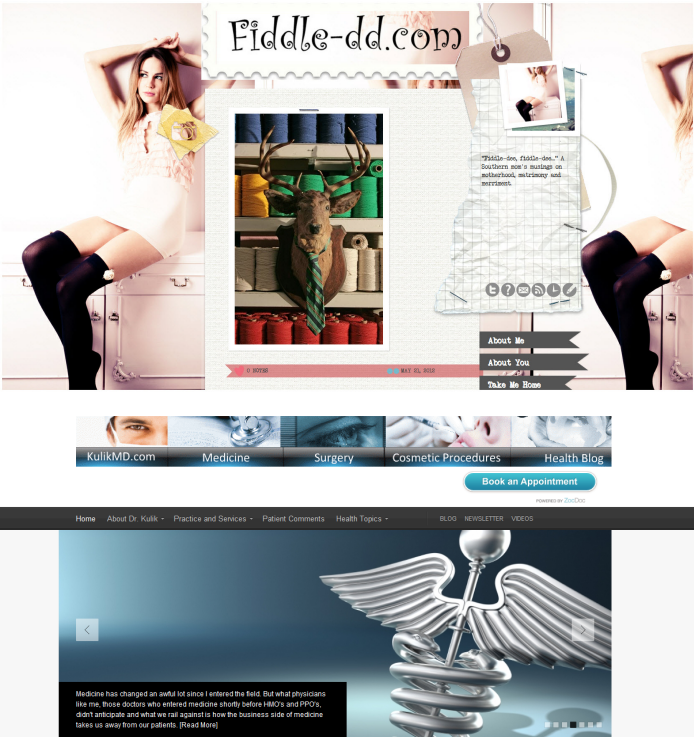 Fiddle-dd.com
"Fiddle-dee, fiddle-dee..." A
Southern mom's musings on
motherhood, matrimony and
merriment.
About Me
About You
Take Me Home
0 NOTES
MAY 21, 2012
KulikMD.com
Medicine
Surgery
Cosmetic Procedures
Health Blog
Book an Appointment
POWERED BY ZocDoc
Home About Dr. Kulik Practice and Services Patient Comments Health Topics BLOG NEWSLETTER VIDEOS
Medicine has changed an awful lot since I entered the field. But what physicians
like me, those doctors who entered medicine shortly before HMO's and PPO's,
didn't anticipate and what we rail against is how the business side of medicine
takes us away from our patients. [Read More]